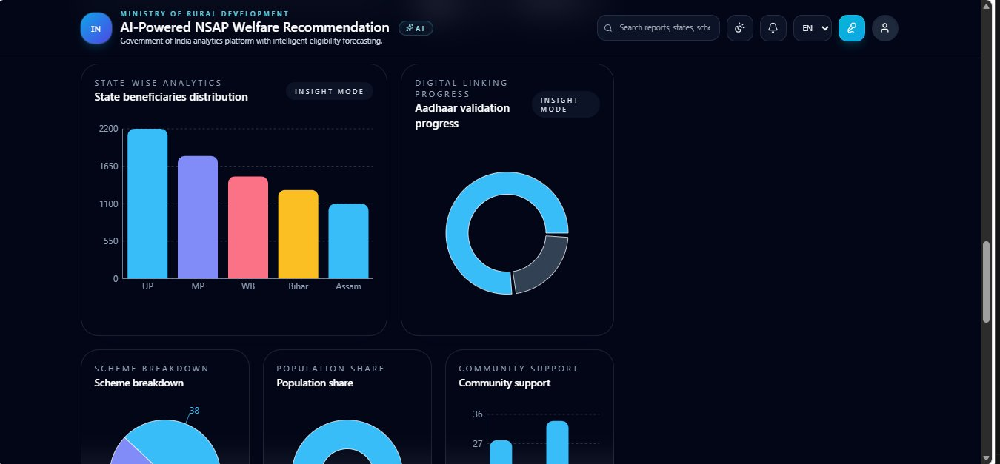 IN
MINISTRY OF RURAL DEVELOPMENT
AI-Powered NSAP Welfare Recommendation
AI
Government of India analytics platform with intelligent eligibility forecasting.
Search reports, states, sche
EN
STATE-WISE ANALYTICS
State beneficiaries distribution
INSIGHT MODE
2200
1650
1100
550
0
UP MP WB Bihar Assam
DIGITAL LINKING
PROGRESS
Aadhaar validation
progress
INSIGHT
MODE
SCHEME BREAKDOWN
Scheme breakdown
38
POPULATION SHARE
Population share
COMMUNITY SUPPORT
Community support
36
27